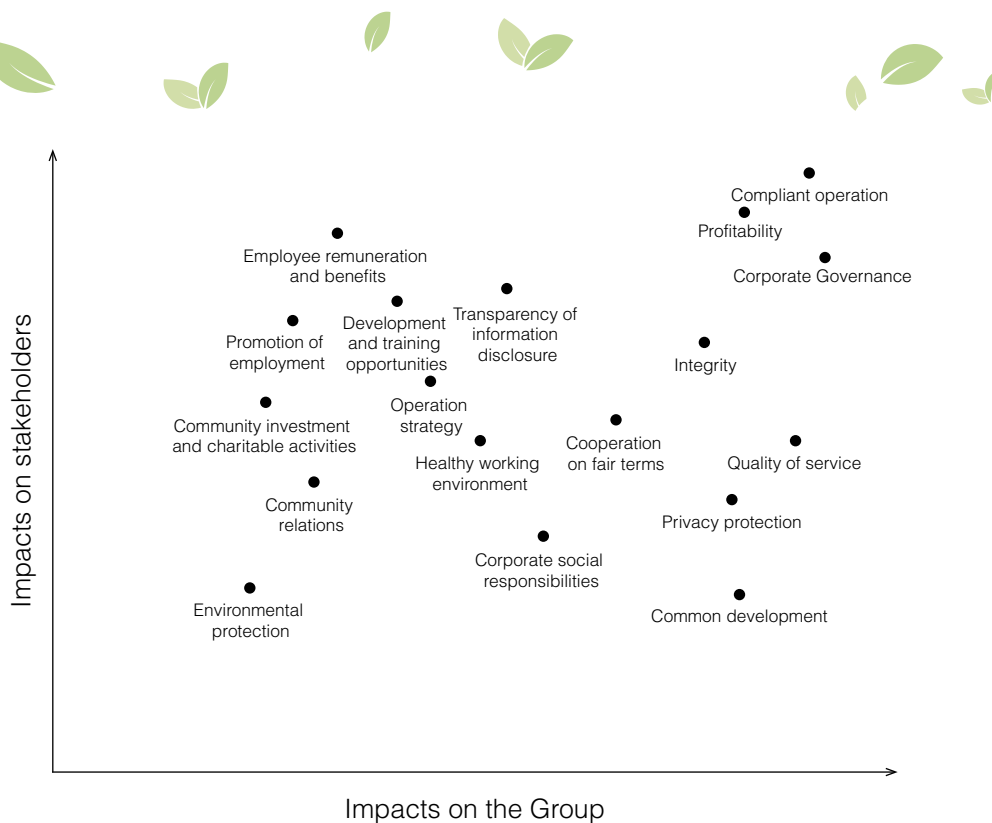 Compliant operation
Profitability
Employee remuneration
and benefits
Corporate Governance
Transparency of
information
disclosure
Development
and training
opportunities
Promotion of
employment
Integrity
Operation
strategy
Community investment
and charitable activities
Cooperation
on fair terms
Healthy working
environment
Quality of service
Community
relations
Privacy protection
Corporate social
responsibilities
Environmental
protection
Common development
Impacts on stakeholders
Impacts on the Group